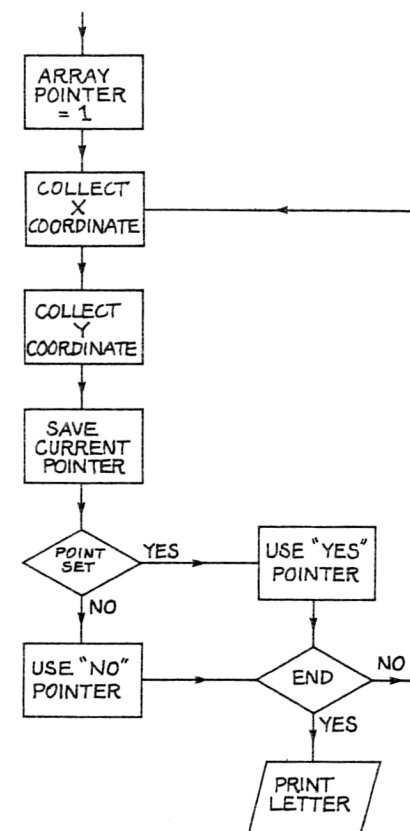 ARRAY
POINTER
= 1
COLLECT
X
COORDINATE
COLLECT
Y
COORDINATE
SAVE
CURRENT
POINTER
POINT
SET
YES
USE "YES"
POINTER
NO
USE "NO"
POINTER
END
NO
YES
PRINT
LETTER